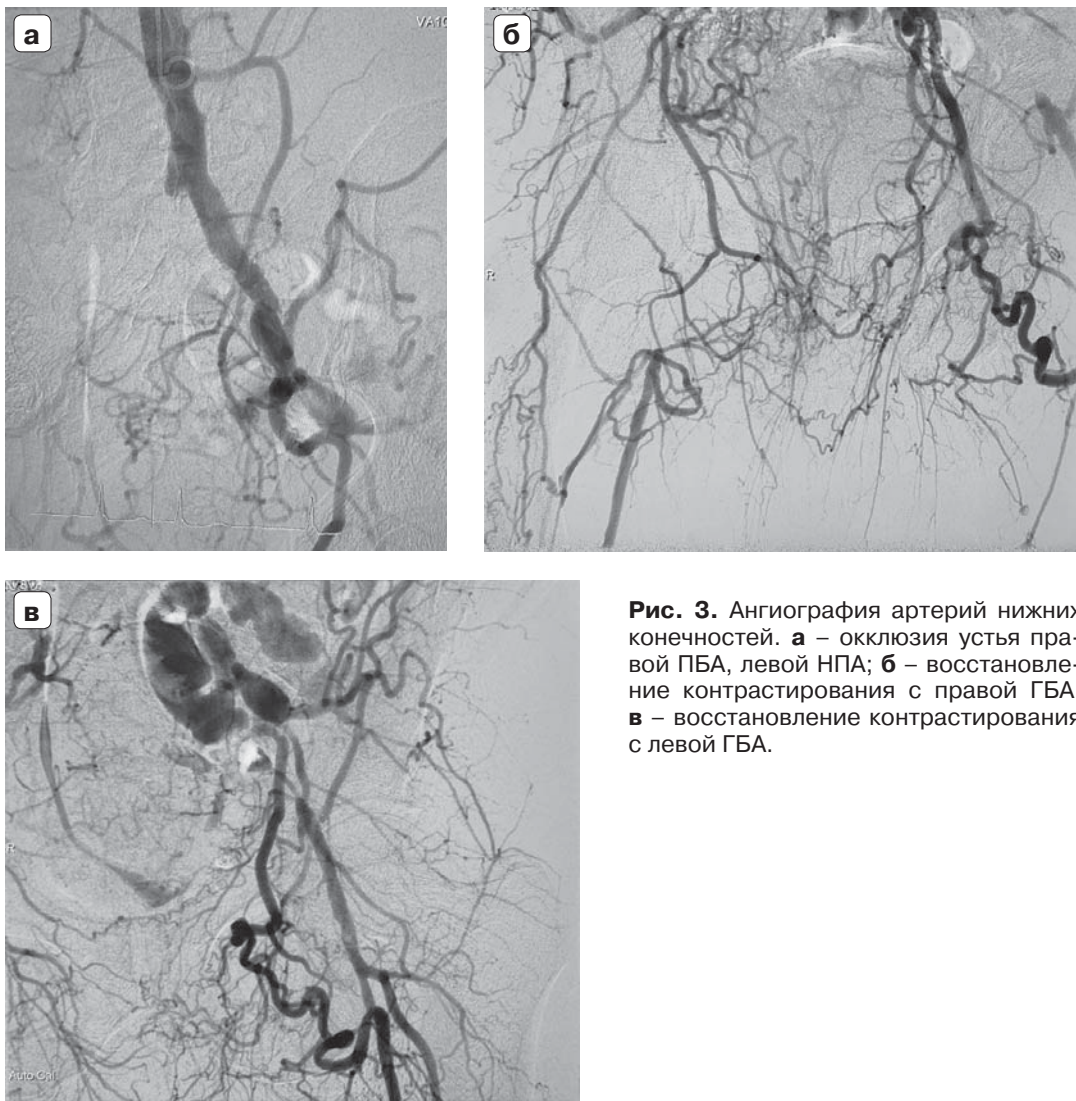 а
VA10
б
R
в
R
Auto Cal
Рис. 3. Ангиография артерий нижних
конечностей. а – окклюзия устья пра-
вой ПБА, левой НПА; б – восстановле-
ние контрастирования с правой ГБА
в – восстановление контрастирования
с левой ГБА.